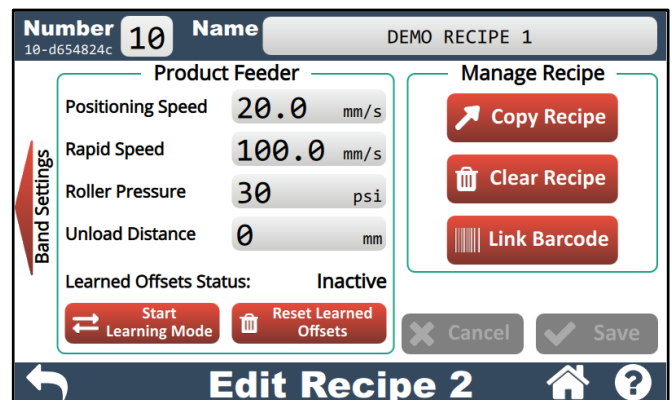 Number
10-d654824c
10
Name
DEMO RECIPE 1
Product Feeder
Positioning Speed 20.0 mm/s
Rapid Speed 100.0 mm/s
Roller Pressure 30 psi
Unload Distance 0 mm
Learned Offsets Status: Inactive
Start
Learning Mode
Reset Learned
Offsets
Band Settings
Manage Recipe
Copy Recipe
Clear Recipe
Link Barcode
Cancel
Save
Edit Recipe 2
?